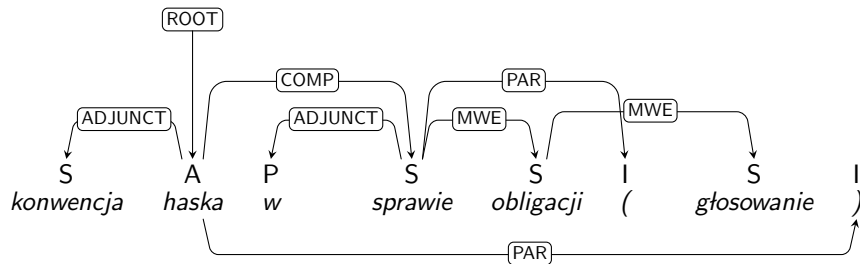 ROOT
COMP PAR
ADJUNCT ADJUNCT MWE MWE
S A P S S I S I
konwencja haska w sprawie obligacji ( głosowanie )
PAR